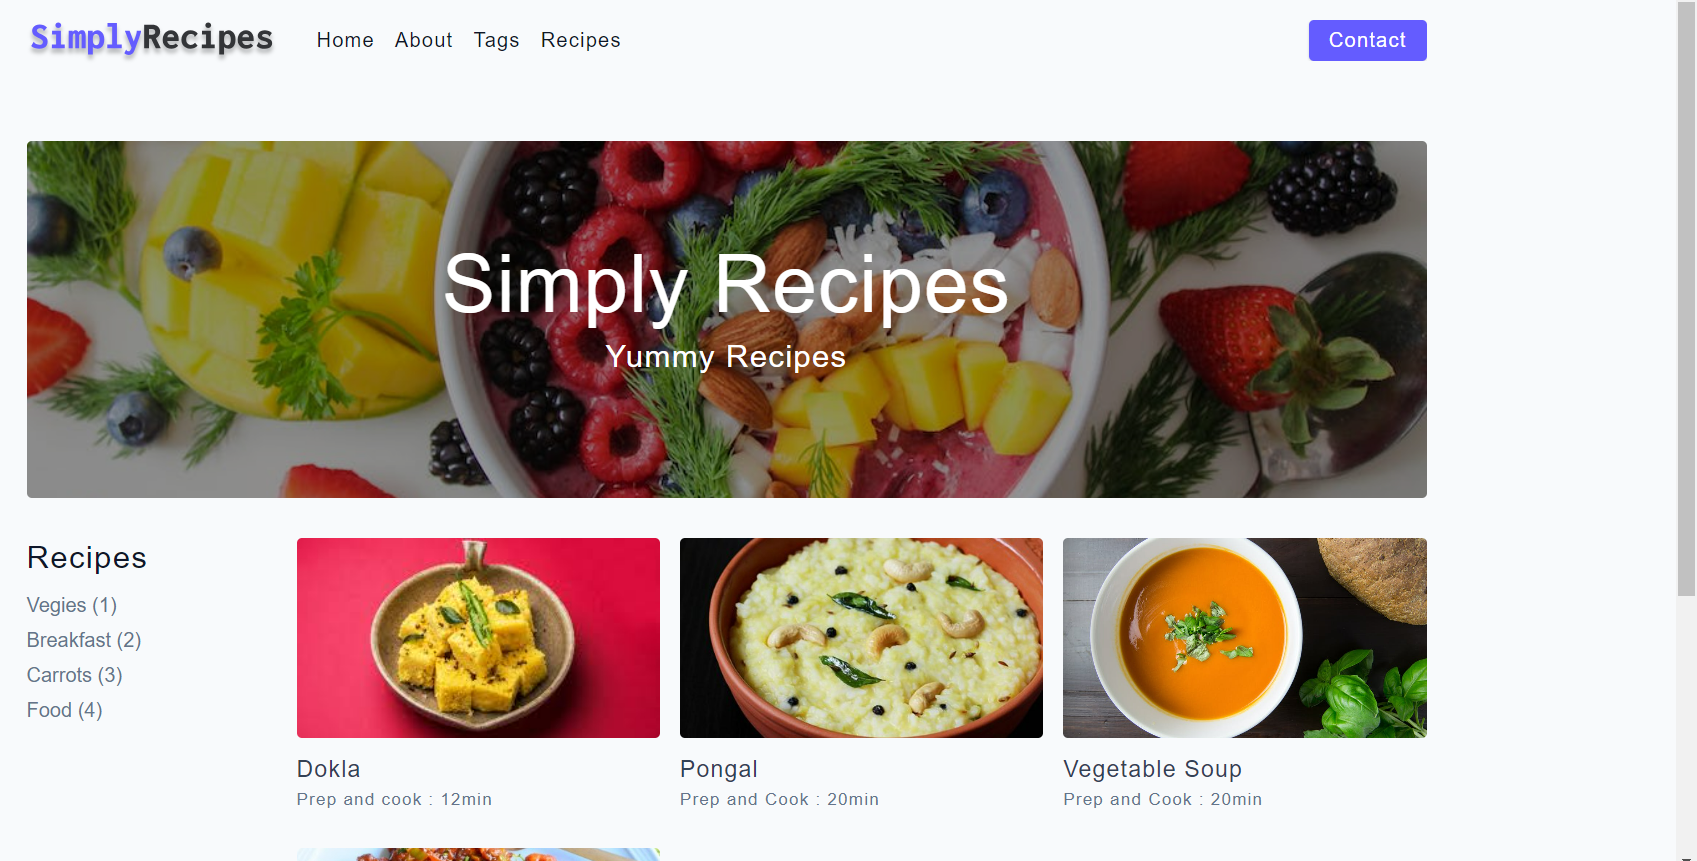 SimplyRecipes
Home About Tags Recipes
Contact
Simply Recipes
Yummy Recipes
Recipes
Vegies (1)
Breakfast (2)
Carrots (3)
Food (4)
Dokla
Prep and cook : 12min
Pongal
Prep and Cook : 20min
Vegetable Soup
Prep and Cook : 20min